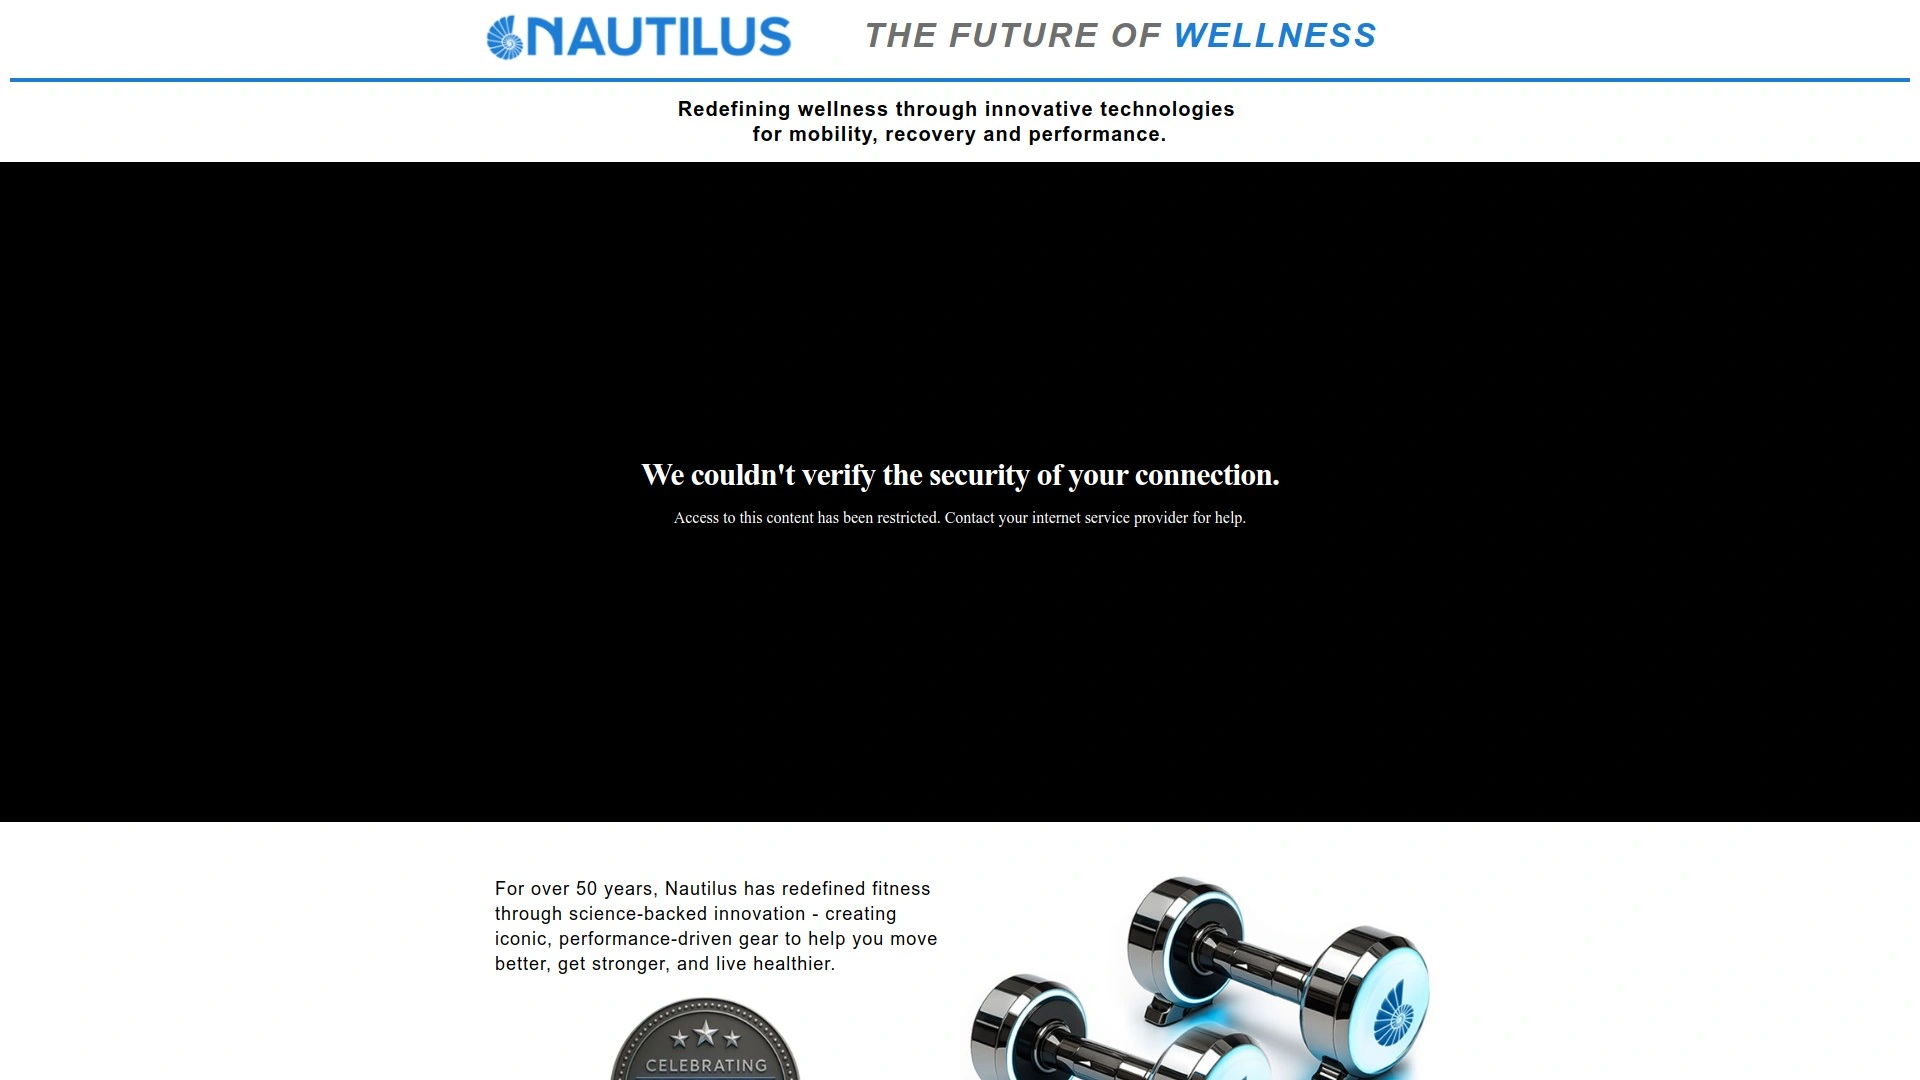 NAUTILUS
THE FUTURE OF WELLNESS
Redefining wellness through innovative technologies
for mobility, recovery and performance.
We couldn't verify the security of your connection.
Access to this content has been restricted. Contact your internet service provider for help.
For over 50 years, Nautilus has redefined fitness
through science-backed innovation - creating
iconic, performance-driven gear to help you move
better, get stronger, and live healthier.
CELEBRATING